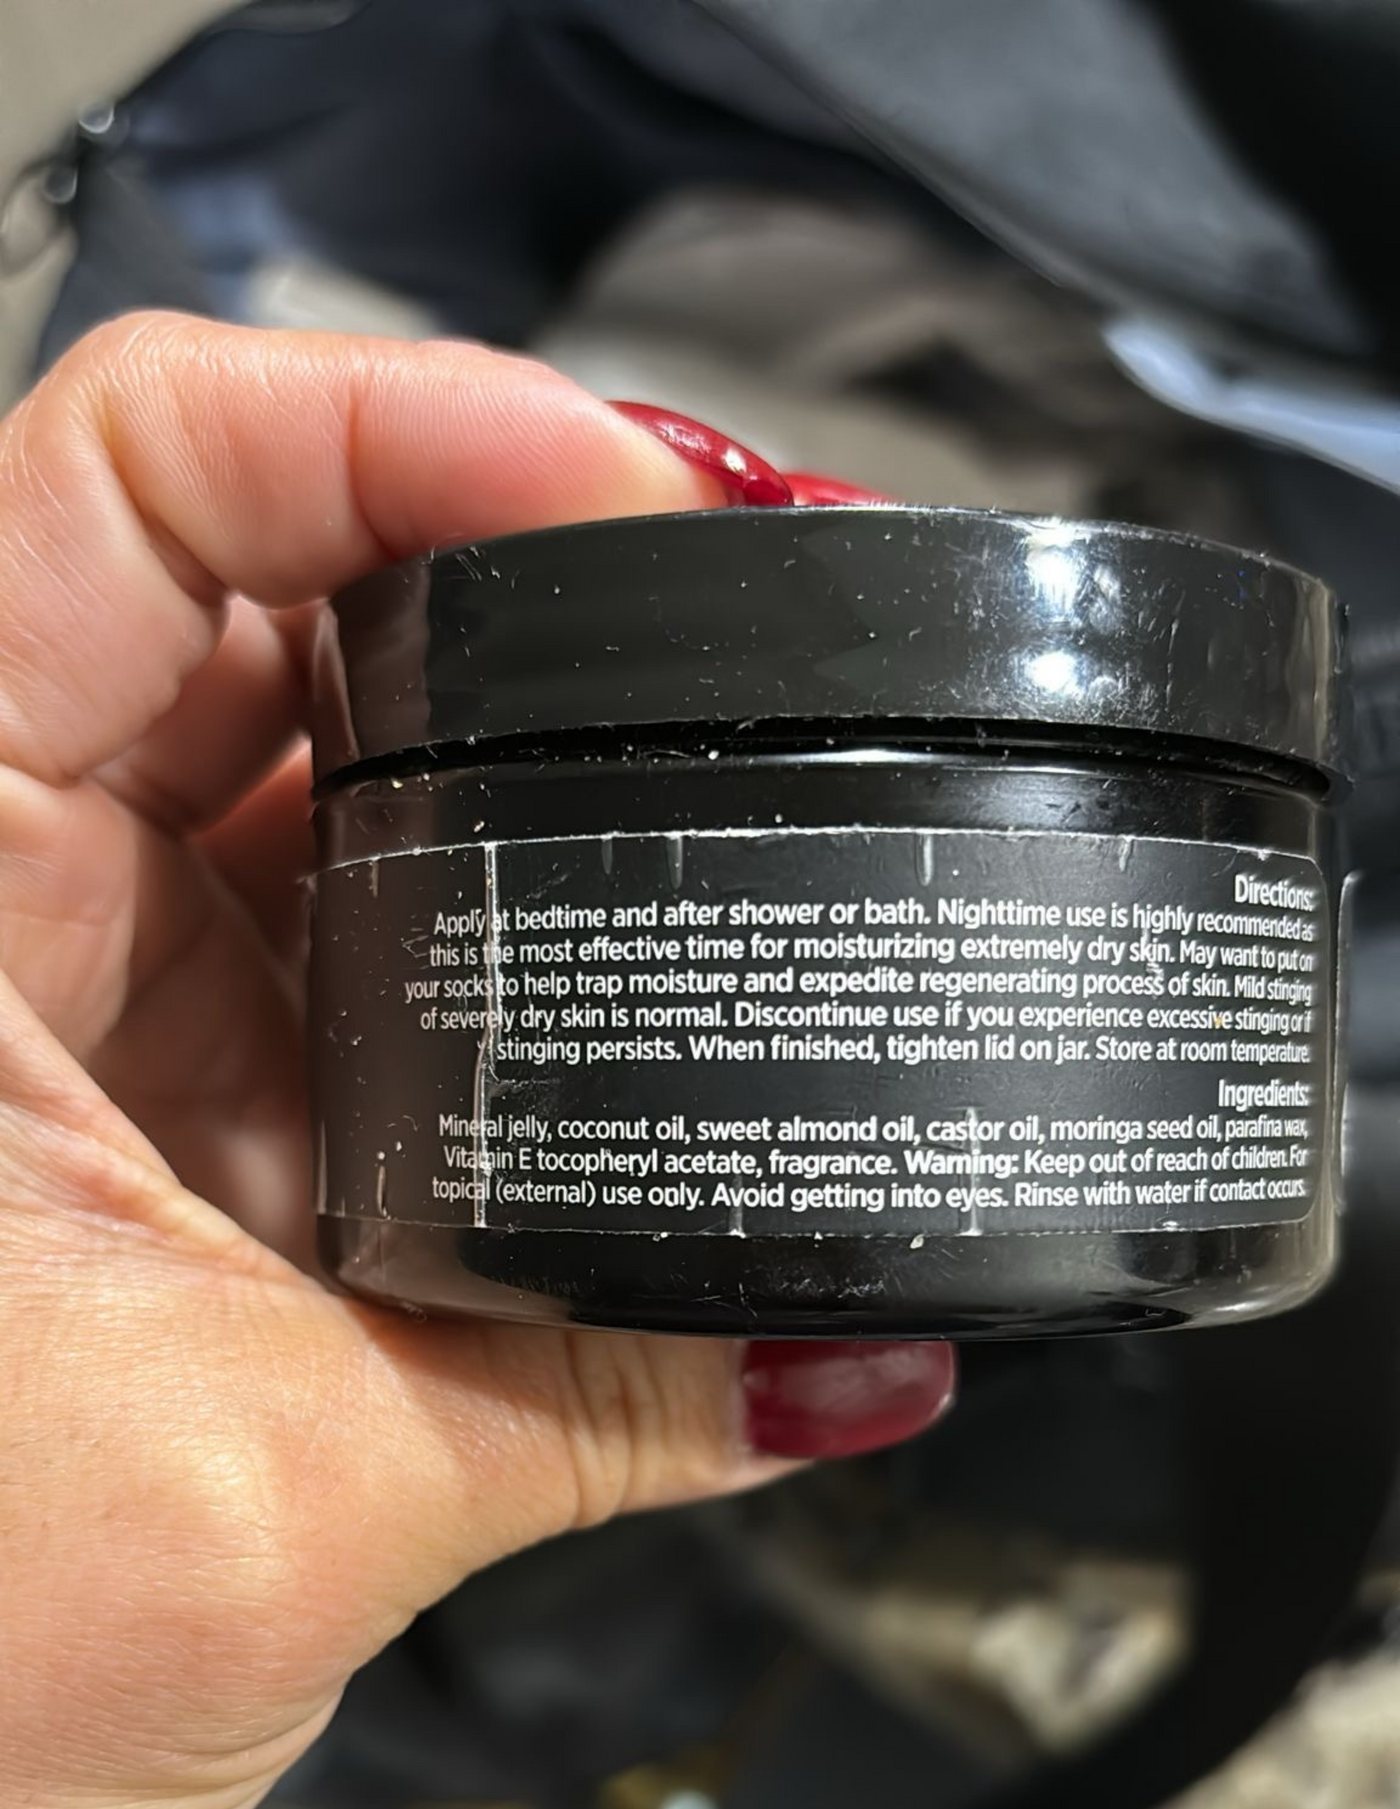 Directions:
Apply at bedtime and after shower or bath. Nighttime use is highly recommended as
this is the most effective time for moisturizing extremely dry skin. May want to put on
your socks to help trap moisture and expedite regenerating process of skin. Mild stinging
of severely dry skin is normal. Discontinue use if you experience excessive stinging or if
stinging persists. When finished, tighten lid on jar. Store at room temperature.
Ingredients:
Mineral jelly, coconut oil, sweet almond oil, castor oil, moringa seed oil, parafina wax,
Vitamin E tocopheryl acetate, fragrance. Warning: Keep out of reach of children. For
topical (external) use only. Avoid getting into eyes. Rinse with water if contact occurs.